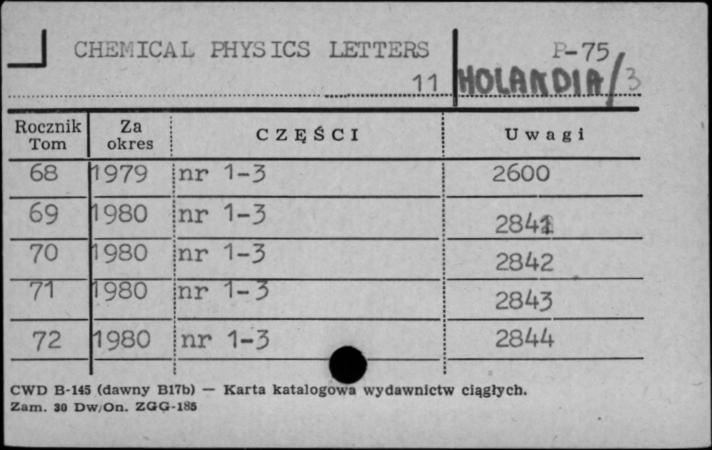 CHEMICAL PHYSICS LETTERS P-75
11 HOLANDIA/3
Rocznik Tom Za okres CZĘŚCI Uwagi
68 1979 nr 1-3 2600
69 1980 nr 1-3 2841
70 1980 nr 1-3 2842
71 1980 nr 1-3 2843
72 1980 nr 1-3 2844
CWD B-145 (dawny B17b) — Karta katalogowa wydawnictw ciągłych.
Zam. 30 Dw/On. ZGG-185